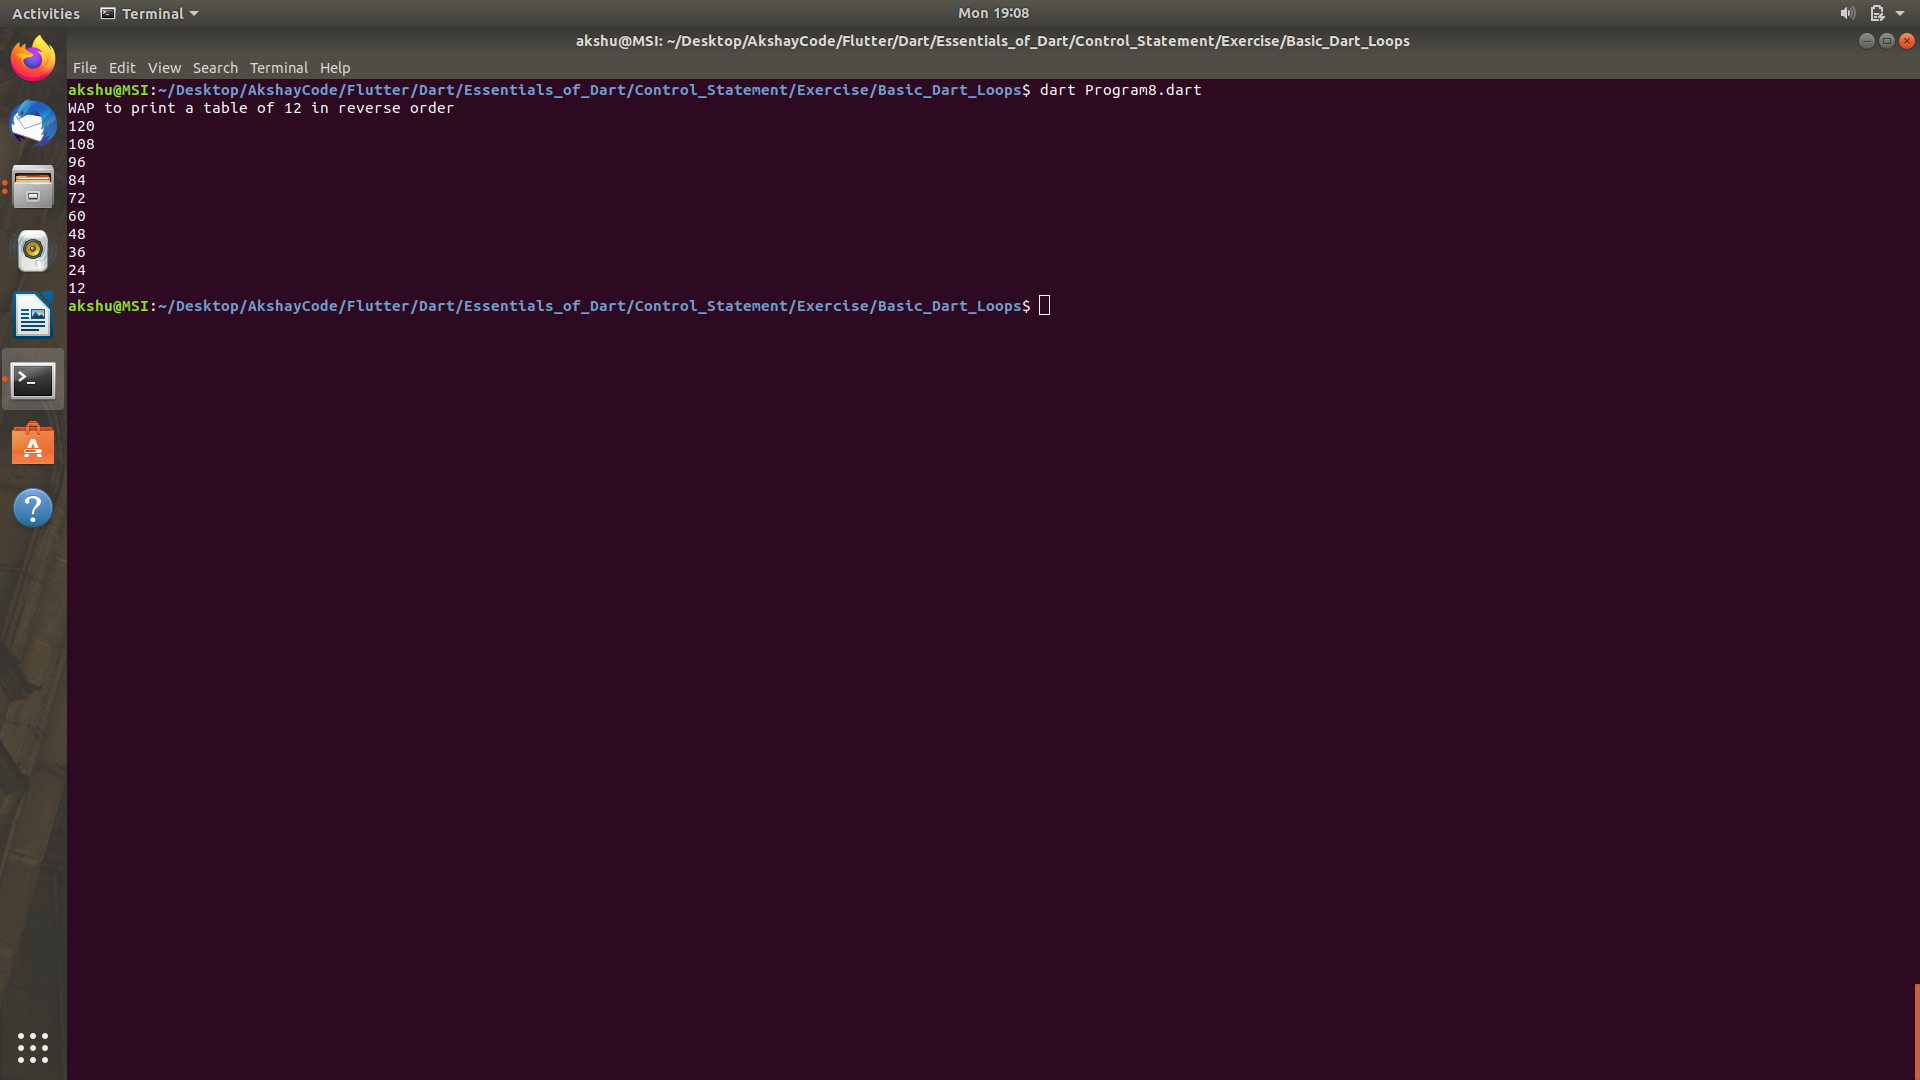 Activities Terminal Mon 19:08
akshu@MSI: ~/Desktop/AkshayCode/Flutter/Dart/Essentials_of_Dart/Control_Statement/Exercise/Basic_Dart_Loops
File Edit View Search Terminal Help
akshu@MSI:~/Desktop/AkshayCode/Flutter/Dart/Essentials_of_Dart/Control_Statement/Exercise/Basic_Dart_Loops$ dart Program8.dart
WAP to print a table of 12 in reverse order
120
108
96
84
72
60
48
36
24
12
akshu@MSI:~/Desktop/AkshayCode/Flutter/Dart/Essentials_of_Dart/Control_Statement/Exercise/Basic_Dart_Loops$